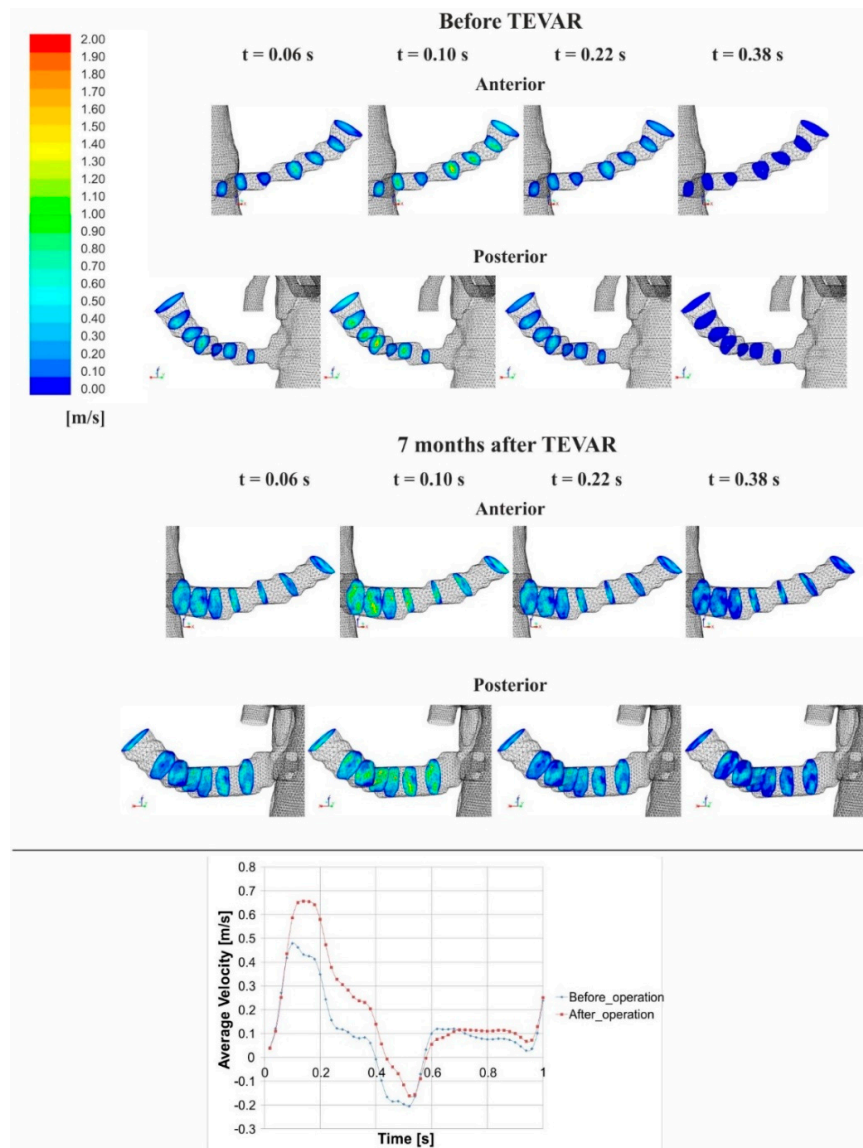 Before TEVAR
t = 0.06 s t = 0.10 s t = 0.22 s t = 0.38 s
Anterior
2.00
1.90
1.80
1.70
1.60
1.50
1.40
1.30
1.20
1.10
1.00
0.90
0.80
0.70
0.60
0.50
0.40
0.30
0.20
0.10
0.00
[m/s]
Posterior
7 months after TEVAR
t = 0.06 s t = 0.10 s t = 0.22 s t = 0.38 s
Anterior
Posterior
Average Velocity [m/s]
0.8
0.7
0.6
0.5
0.4
0.3
0.2
0.1
0
-0.1
-0.2
-0.3
0 0.2 0.4 0.6 0.8 1
Time [s]
Before_operation
After_operation